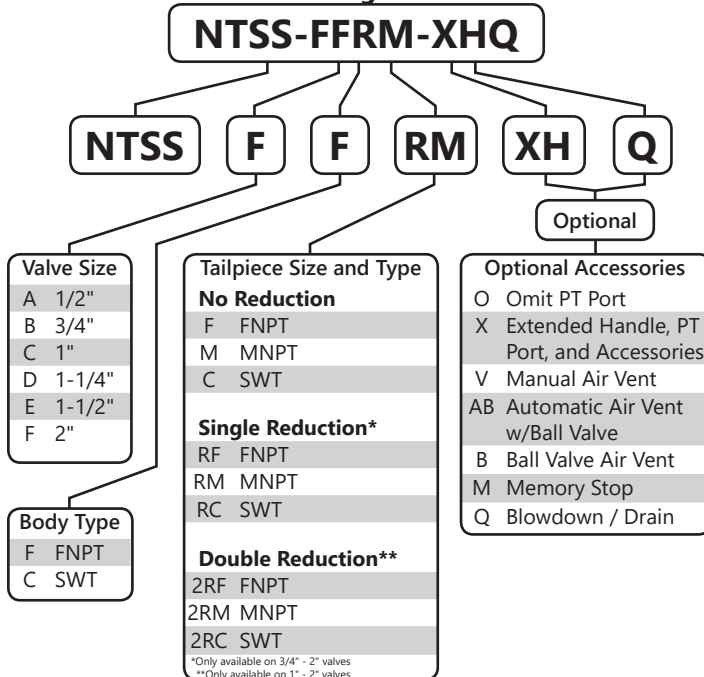 NTSS-FFRM-XHQ
NTSS F F RM XH Q
Optional
Valve Size
A 1/2"
B 3/4"
C 1"
D 1-1/4"
E 1-1/2"
F 2"
Body Type
F FNPT
C SWT
Tailpiece Size and Type
No Reduction
F FNPT
M MNPT
C SWT
Single Reduction*
RF FNPT
RM MNPT
RC SWT
Double Reduction**
2RF FNPT
2RM MNPT
2RC SWT
*Only available on 3/4" - 2" valves
**Only available on 1" - 2" valves
Optional Accessories
O Omit PT Port
X Extended Handle, PT
Port, and Accessories
V Manual Air Vent
AB Automatic Air Vent
w/Ball Valve
B Ball Valve Air Vent
M Memory Stop
Q Blowdown / Drain